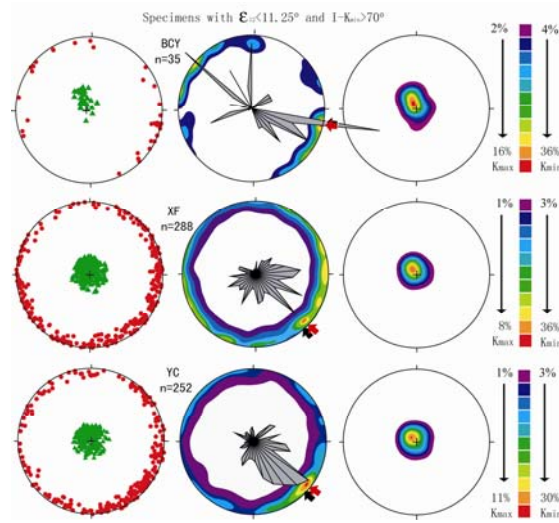 Specimens with ε₁₂<11.25° and I-Kmin>70°
BCY
n=35
2% 4%
16% 36%
Kmax Kmin
XF
n=288
1% 3%
8% 36%
Kmax Kmin
YC
n=252
1% 3%
11% 30%
Kmax Kmin